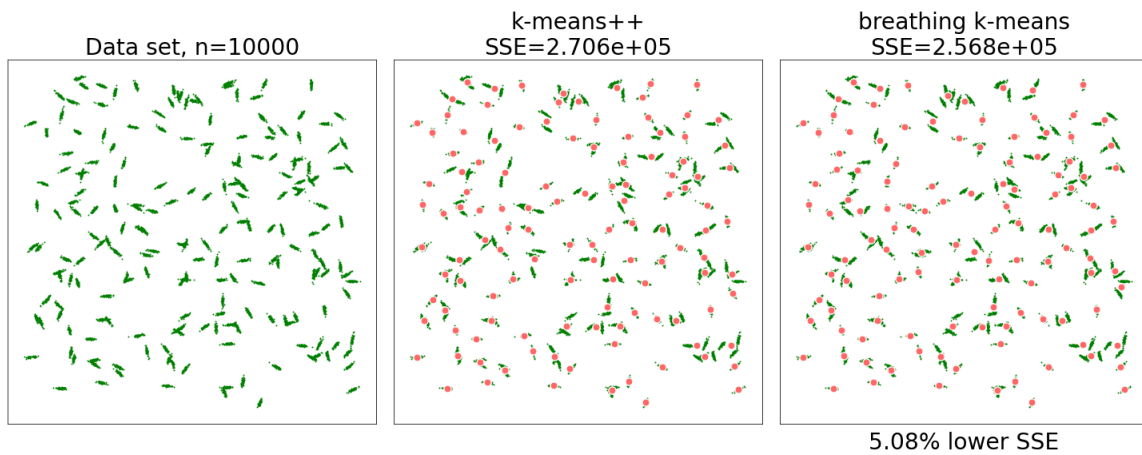 Data set, n=10000
k-means++
SSE=2.706e+05
breathing k-means
SSE=2.568e+05
5.08% lower SSE